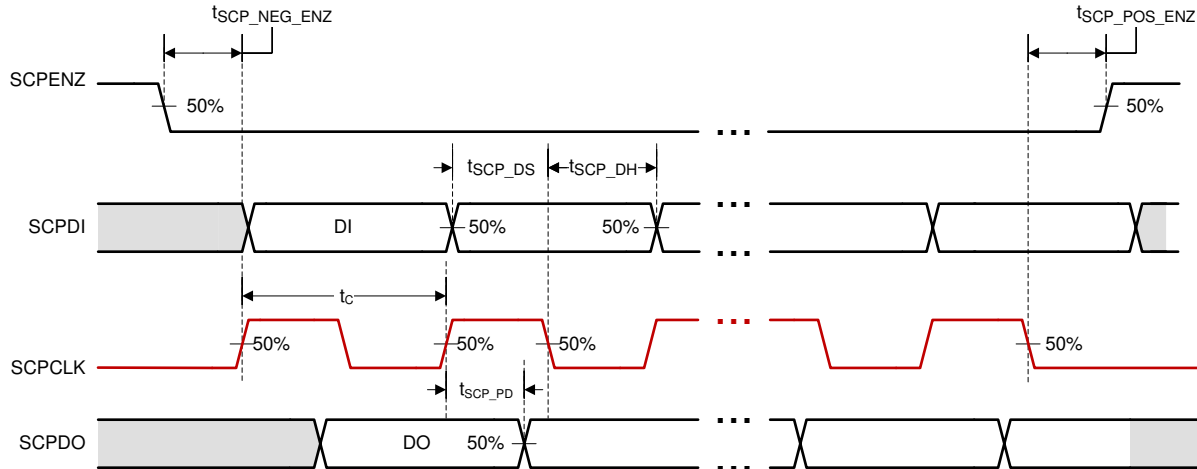 tSCP_NEG_ENZ
tSCP_POS_ENZ
SCPENZ
50%
50%
...
tSCP_DS
tSCP_DH
SCPDI
DI
50%
50%
...
...
tC
...
SCPCLK
50%
50%
50%
50%
tSCP_PD
...
SCPDO
DO
50%
...